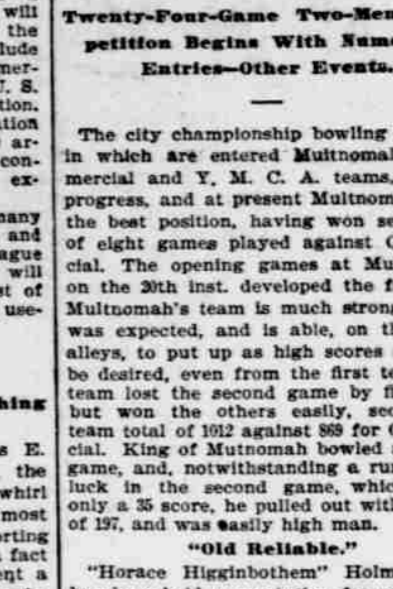 will
the
lude
mer-
U. S.
tion.
ation
ar-
con-
ex-
many
and
ague
will
st of
use-
hing
s E.
the
whirl
most
orting
fact
ent a
Twenty-Four-Game Two-Men
petition Begins With Nume
Entries—Other Events.
The city championship bowling
in which are entered Multnomah
mercial and Y. M. C. A. teams,
progress, and at present Multnom
the best position, having won se
of eight games played against C
cial. The opening games at Mu
on the 20th inst. developed the f
Multnomah's team is much strong
was expected, and is able, on th
alleys, to put up as high scores
be desired, even from the first te
team lost the second game by fi
but won the others easily, sec
team total of 1012 against 869 for C
cial. King of Mutnomah bowled
game, and, notwithstanding a run
luck in the second game, whic
only a 35 score, he pulled out with
of 197, and was easily high man.
"Old Reliable."
"Horace Higginbothem" Holm